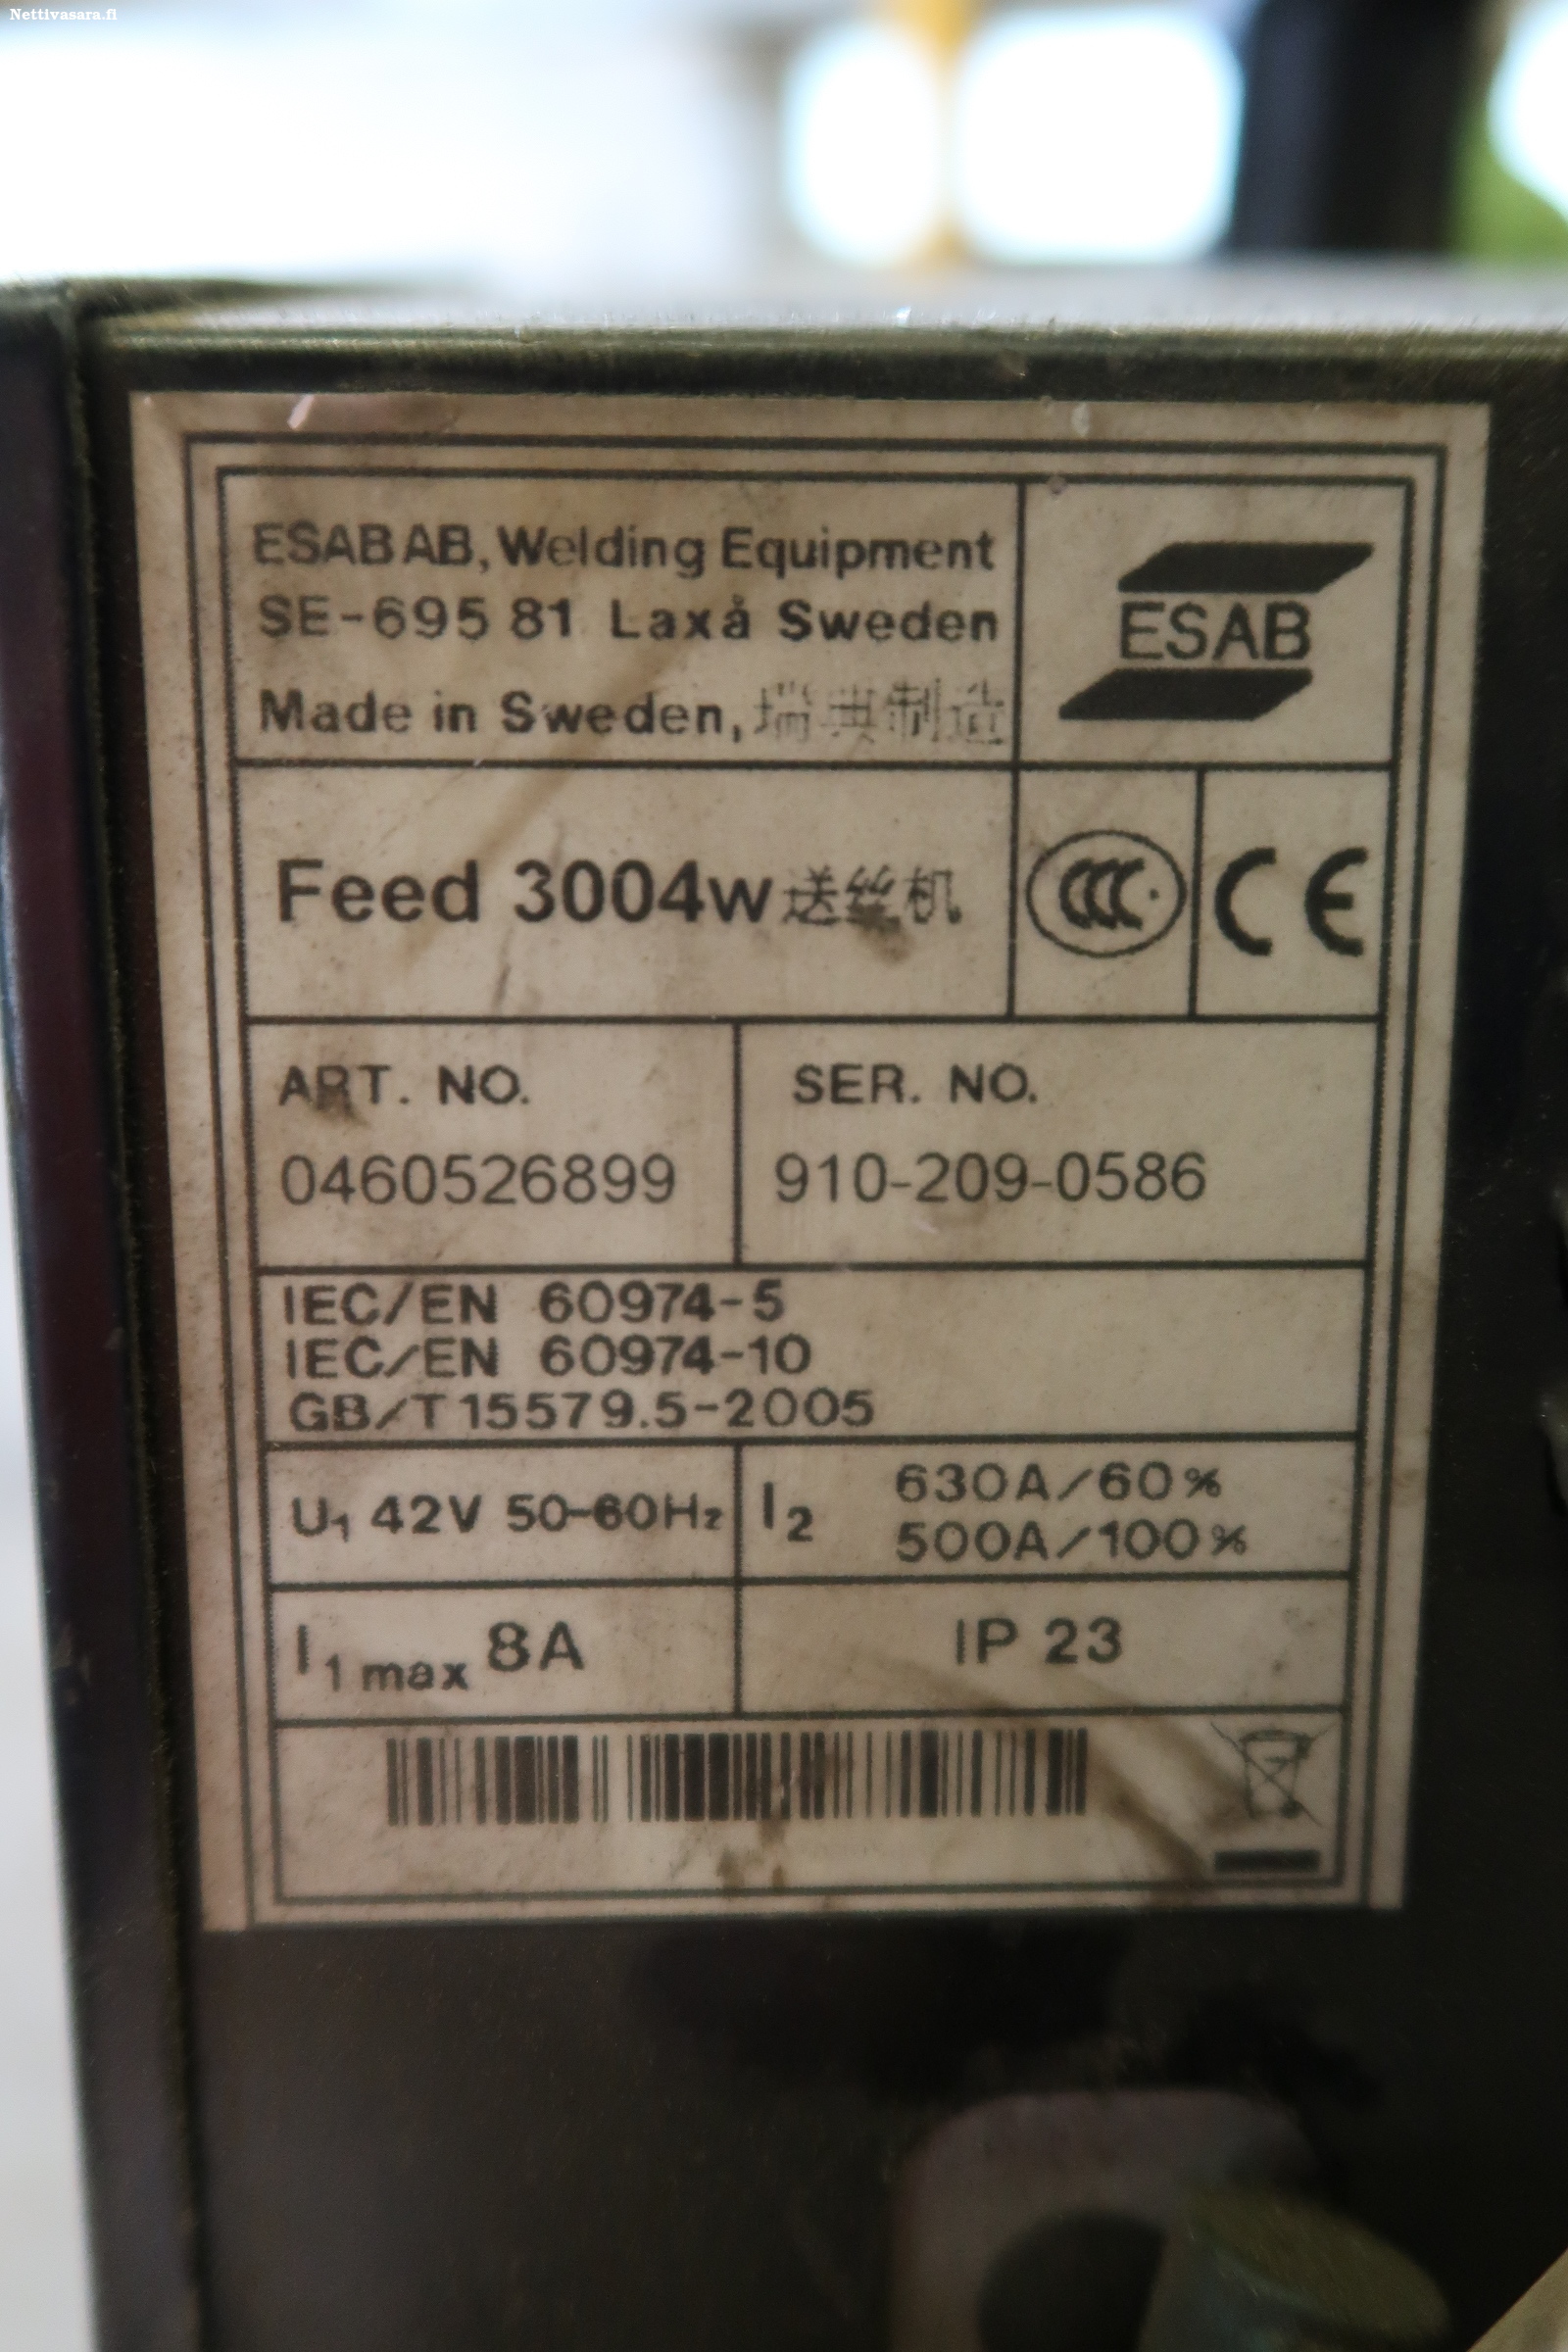 Nettivasara.fi
ESAB AB, Welding Equipment
SE-695 81 Laxå Sweden
Made in Sweden, 瑞典制造
ESAB
Feed 3004w 送丝机
CCC
CE
ART. NO.
0460526899
SER. NO.
910-209-0586
IEC/EN 60974-5
IEC/EN 60974-10
GB/T 15579.5-2005
U1 42V 50-60Hz
I2 630A/60%
500A/100%
I1 max 8A
IP 23